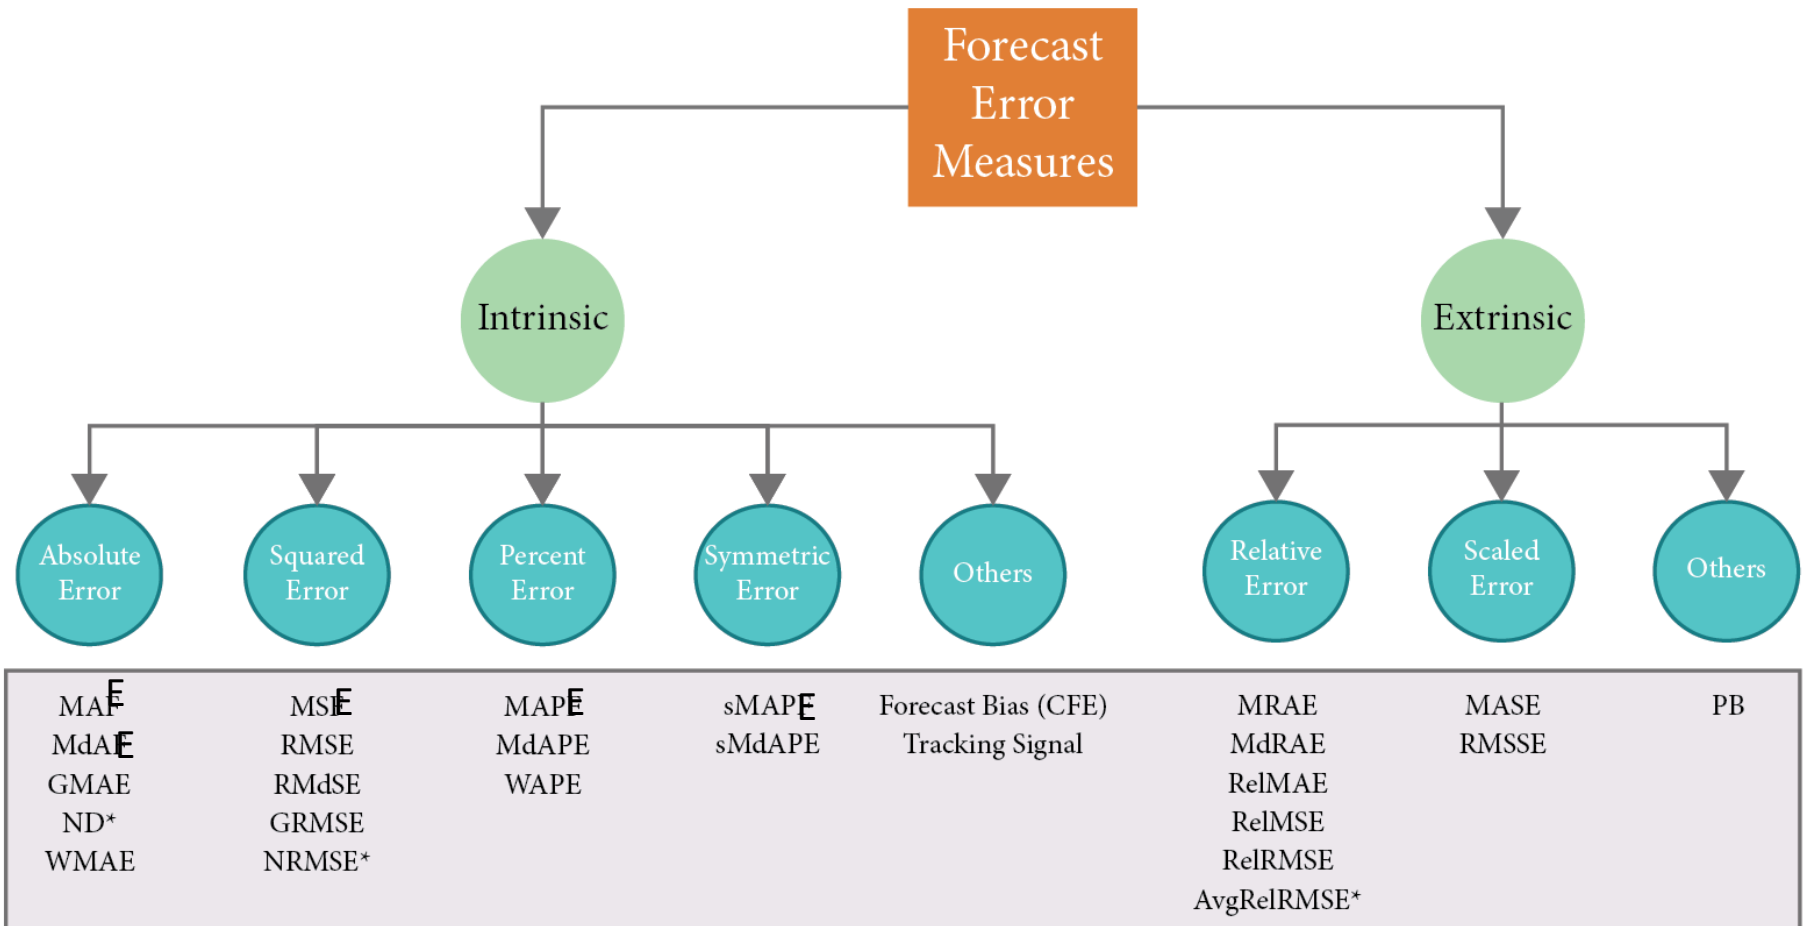 Forecast
Error
Measures
Intrinsic
Extrinsic
Absolute
Error
Squared
Error
Percent
Error
Symmetric
Error
Others
Relative
Error
Scaled
Error
Others
MAE
MdAE
GMAE
ND*
WMAE
MSE
RMSE
RMdSE
GRMSE
NRMSE*
MAPE
MdAPE
WAPE
sMAPE
sMdAPE
Forecast Bias (CFE)
Tracking Signal
MRAE
MdRAE
RelMAE
RelMSE
RelRMSE
AvgRelRMSE*
MASE
RMSSE
PB